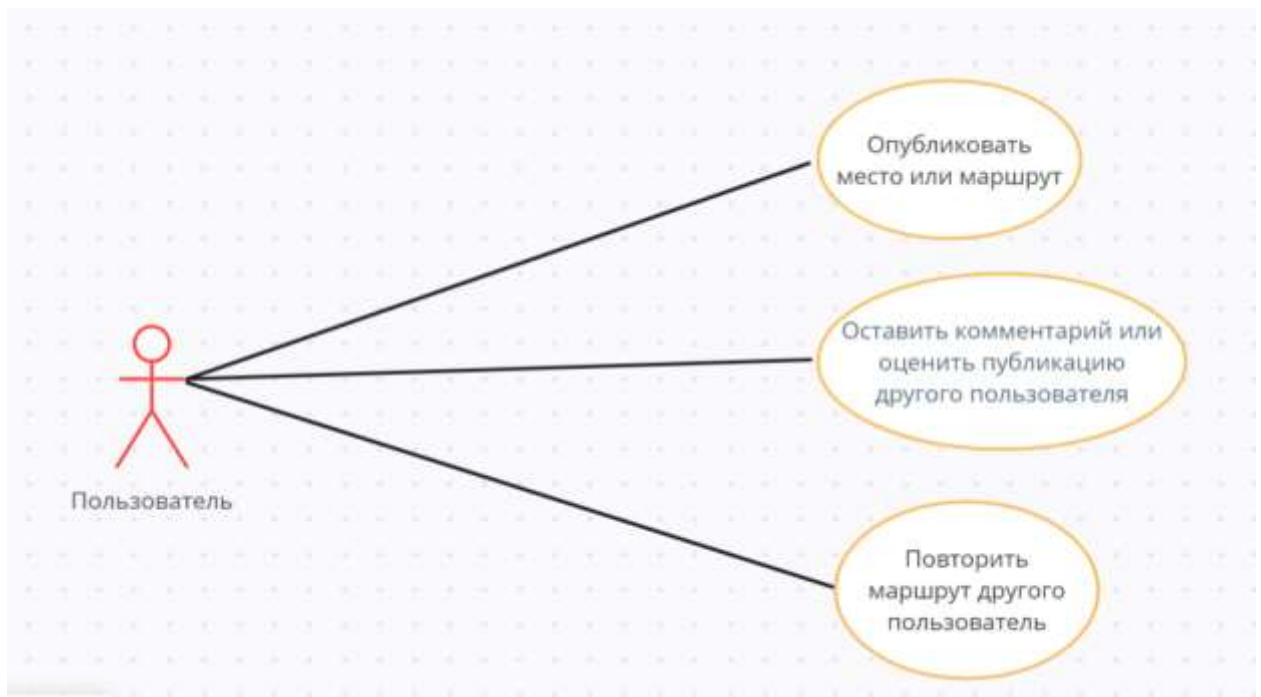 Опубликовать
место или маршрут
Оставить комментарий или
оценить публикацию
другого пользователя
Пользователь
Повторить
маршрут другого
пользователь